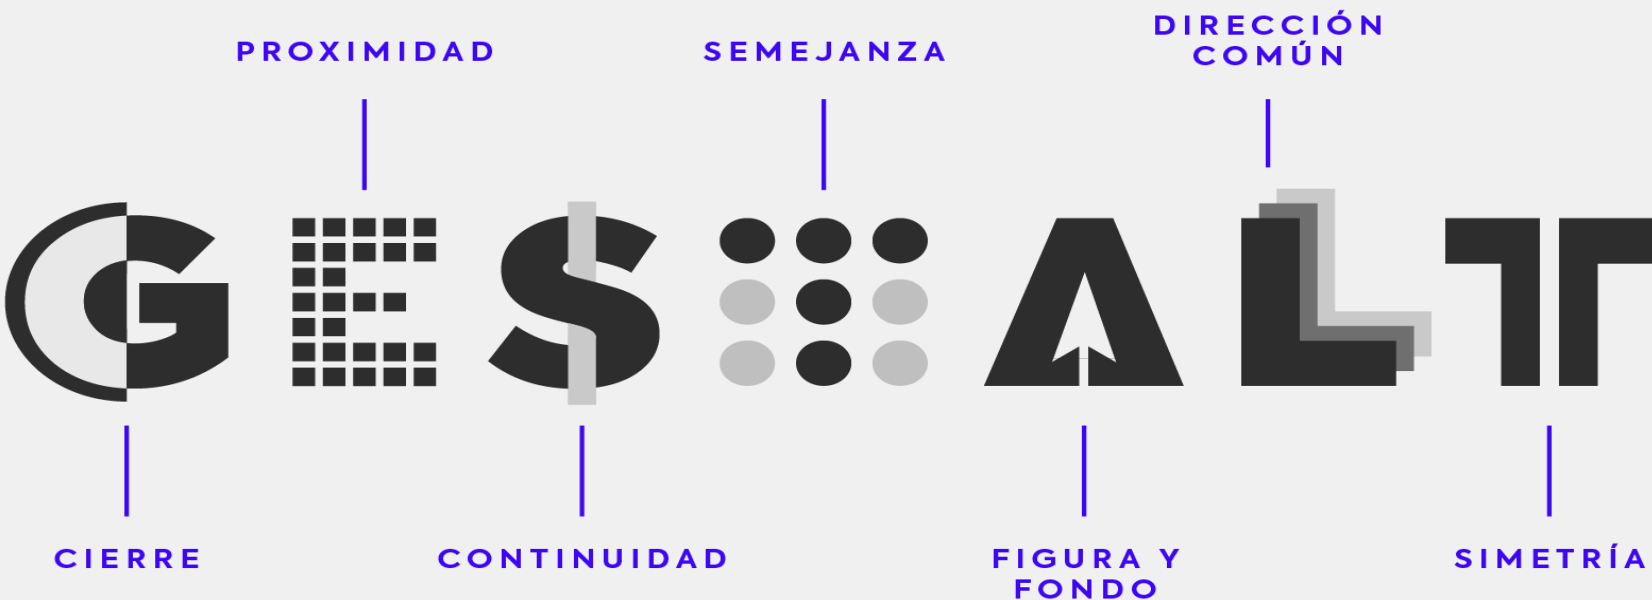 PROXIMIDAD
SEMEJANZA
DIRECCIÓN
COMÚN
GESTALT
CIERRE
CONTINUIDAD
FIGURA Y
FONDO
SIMETRÍA